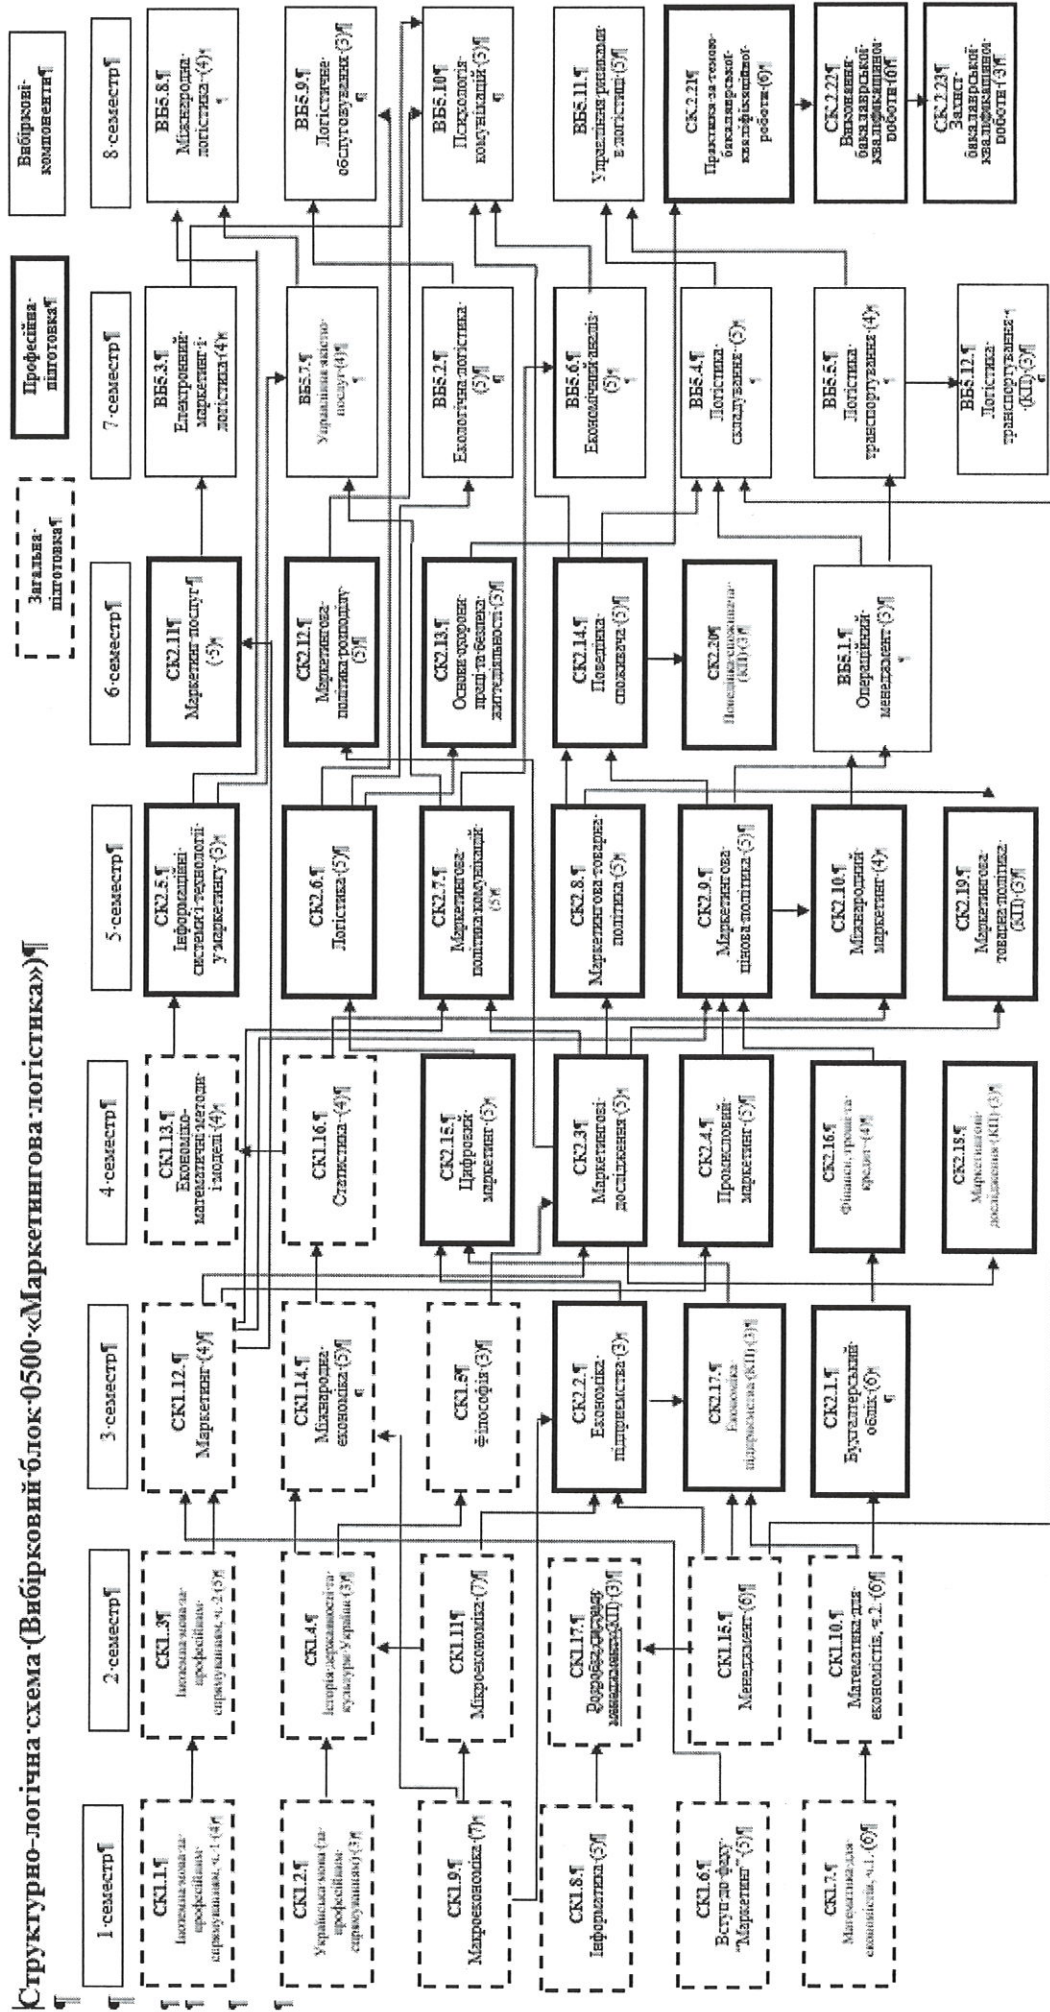 Структурно-логічна·схема·(Вибірковий·блок·0500·«Маркетингова·логістика»)¶
¶
¶
¶
¶
¶
¶
Загальна·
підготовка¶
Професійна·
підготовка¶
Вибіркові·
компоненти¶
1·семестр¶
2·семестр¶
3·семестр¶
4·семестр¶
5·семестр¶
6·семестр¶
7·семестр¶
8·семестр¶
СК1.1.¶
Іноземна·мова·за·
професійним·
спрямуванням,·ч.·1·(4)¶
СК1.2.¶
Українська·мова·(за·
професійним·
спрямуванням)·(3)¶
СК1.9.¶
Макроекономіка·(7)¶
СК1.8.¶
Інформатика·(5)¶
СК1.6.¶
Вступ·до·фаху·
"Маркетинг"·(5)¶
СК1.7.¶
Математика·для·
економістів,·ч.1.·(6)¶
СК1.3¶
Іноземна·мова·за·
професійним·
спрямуванням,·ч.·2·(5)¶
СК1.4.¶
Історія·державності·та·
культури·України·(3)¶
СК1.11¶
Мікроекономіка·(7)¶
СК1.17.¶
Розробка·системи·
менеджменту(КП)·(3)¶
СК1.15.¶
Менеджмент·(6)¶
СК1.10.¶
Математика·для·
економістів,·ч.2.·(6)¶
СК1.12.·¶
Маркетинг·(4)¶
СК1.14.¶
Міжнародна·
економіка·(5)¶
¶
СК1.5¶
Філософія·(3)¶
СК2.2.¶
Економіка·
підприємства·(3)¶
СК2.17.¶
Економіка·
підприємства·(КП)·(3)¶
СК2.1.¶
Бухгалтерський·
облік·(6)¶
¶
СК1.13.¶
Економіко-
математичні·методи·
і·моделі·(4)¶
СК1.16.¶
Статистика·(4)¶
СК2.15.¶
Цифровий·
маркетинг·(5)¶
СК2.3¶
Маркетингові·
дослідження·(5)¶
СК2.4.¶
Промисловий·
маркетинг·(5)¶
СК2.16.¶
Фінанси,·гроші·та·
кредит·(4)¶
СК2.18.¶
Маркетингові·
дослідження·(КП)·(3)¶
СК2.5.¶
Інформаційні·
системи·і·технології·
у·маркетингу·(3)¶
СК2.6.¶
Логістика·(5)¶
СК2.7.¶
Маркетингова·
політика·комунікацій·
(5)¶
СК2.8.¶
Маркетингова·товарна·
політика·(5)¶
СК2.9.¶
Маркетингова·
цінова·політика·(5)¶
СК2.10.¶
Міжнародний·
маркетинг·(4)¶
СК2.19.¶
Маркетингова·
товарна·політика·
(КП)·(3)¶
СК2.11¶
Маркетинг·послуг¶
(·5)¶
СК2.12.¶
Маркетингова·
політика·розподілу·
(5)¶
СК2.13.¶
Основи·охорони·
праці·та·безпека·
життєдіяльності·(3)¶
СК2.14.¶
Поведінка·
споживача·(5)¶
СК2.20¶
Поведінка·споживача·
(КП)·(3)¶
ВБ5.1¶
Операційний·
менеджмент·(3)¶
¶
ВБ5.3.¶
Електронний·
маркетинг·і·
логістика·(4)¶
ВБ5.7.¶
Управління·якістю·
послуг·(4)¶
¶
ВБ5.2.¶
Екологічна·логістика·
(5)¶
¶
ВБ5.6.¶
Економічний·аналіз·
(5)¶
¶
ВБ5.4.¶
Логістика·
складування·(5)¶
¶
ВБ5.5.¶
Логістика·
транспортування·(4)¶
¶
ВБ5.12.¶
Логістика·
транспортування·¶
·(КП)·(3)¶
ВБ5.8.¶
Міжнародна·
логістика··(4)¶
¶
ВБ5.9.¶
Логістичне·
обслуговування·(3)¶
¶
ВБ5.10¶
Психологія·
комунікацій·(3)¶
¶
ВБ5.11.¶
Управління·ризиками·
в·логістиці·(5)¶
¶
СК2.21¶
Практика·за·темою·
бакалаврської·
кваліфікаційної·
роботи·(6)¶
СК.2.22¶
Виконання·
бакалаврської·
кваліфікаційної·
роботи·(6)¶
СК.2.23¶
Захист·
бакалаврської·
кваліфікаційної·
роботи·(3)¶